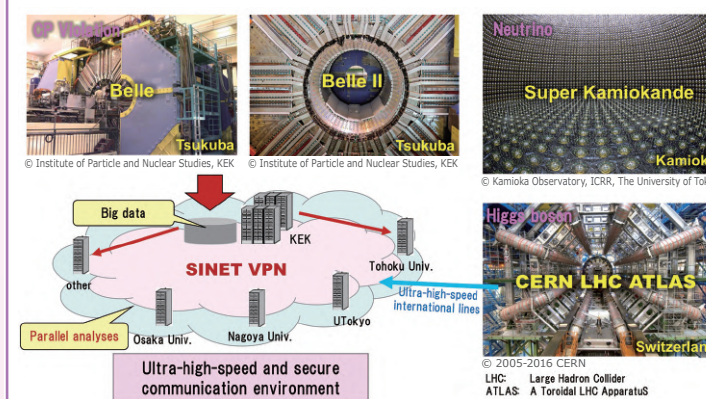 CP Violation
Belle
Tsukuba
© Institute of Particle and Nuclear Studies, KEK
Belle II
Tsukuba
© Institute of Particle and Nuclear Studies, KEK
Neutrino
Super Kamiokande
© Kamioka Observatory, ICRR, The University of
Big data
KEK
Tohoku Univ.
other
SINET VPN
Ultra-high-speed
international lines
Parallel analyses
Osaka Univ.
Nagoya Univ.
UTokyo
Ultra-high-speed and secure
communication environment
Higgs boson
CERN LHC ATLAS
© 2005-2016 CERN
LHC: Large Hadron Collider
ATLAS: A Toroidal LHC ApparatuS